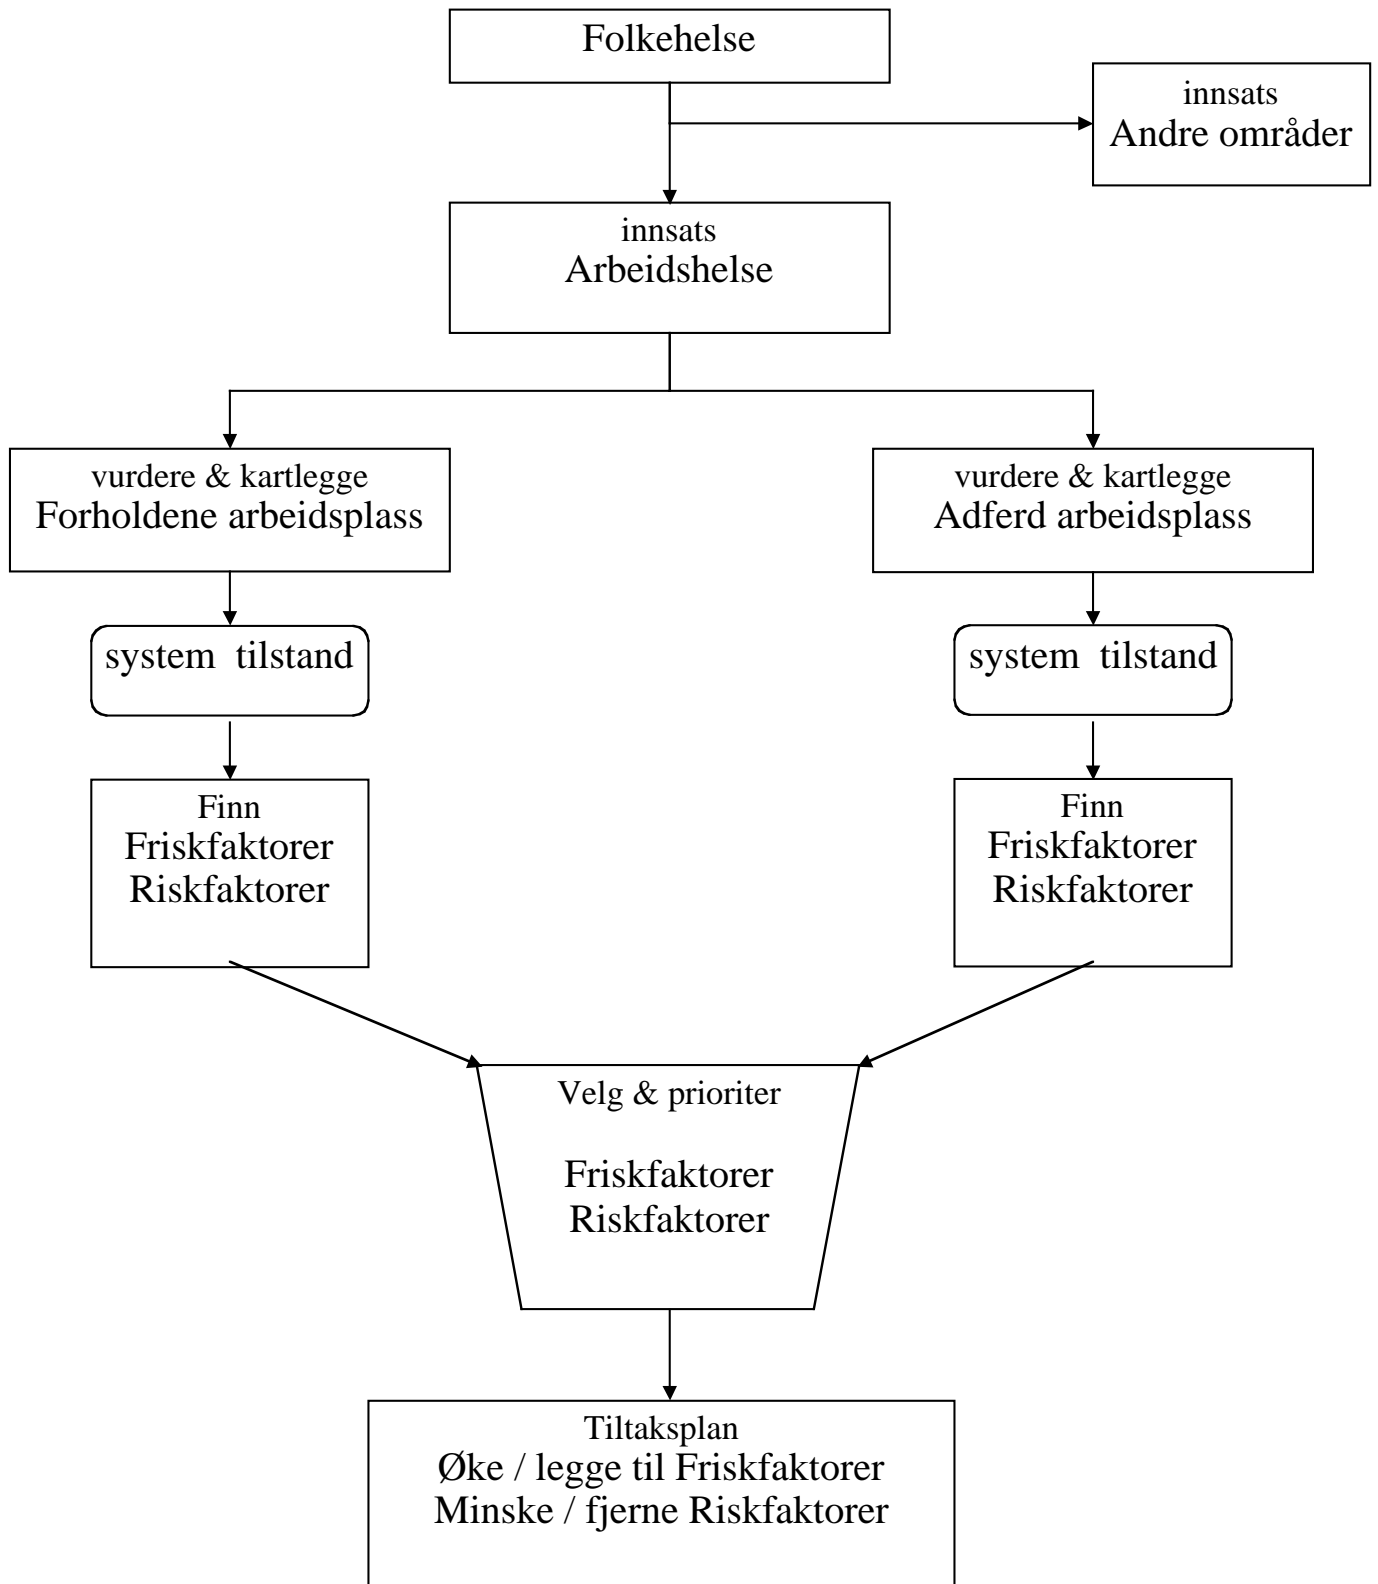 Folkehelse
innsats
Andre områder
innsats
Arbeidshelse
vurdere & kartlegge
Forholdene arbeidsplass
vurdere & kartlegge
Adferd arbeidsplass
system  tilstand
system  tilstand
Finn
Friskfaktorer
Riskfaktorer
Finn
Friskfaktorer
Riskfaktorer
Velg & prioriter
Friskfaktorer
Riskfaktorer
Tiltaksplan
Øke / legge til Friskfaktorer
Minske / fjerne Riskfaktorer